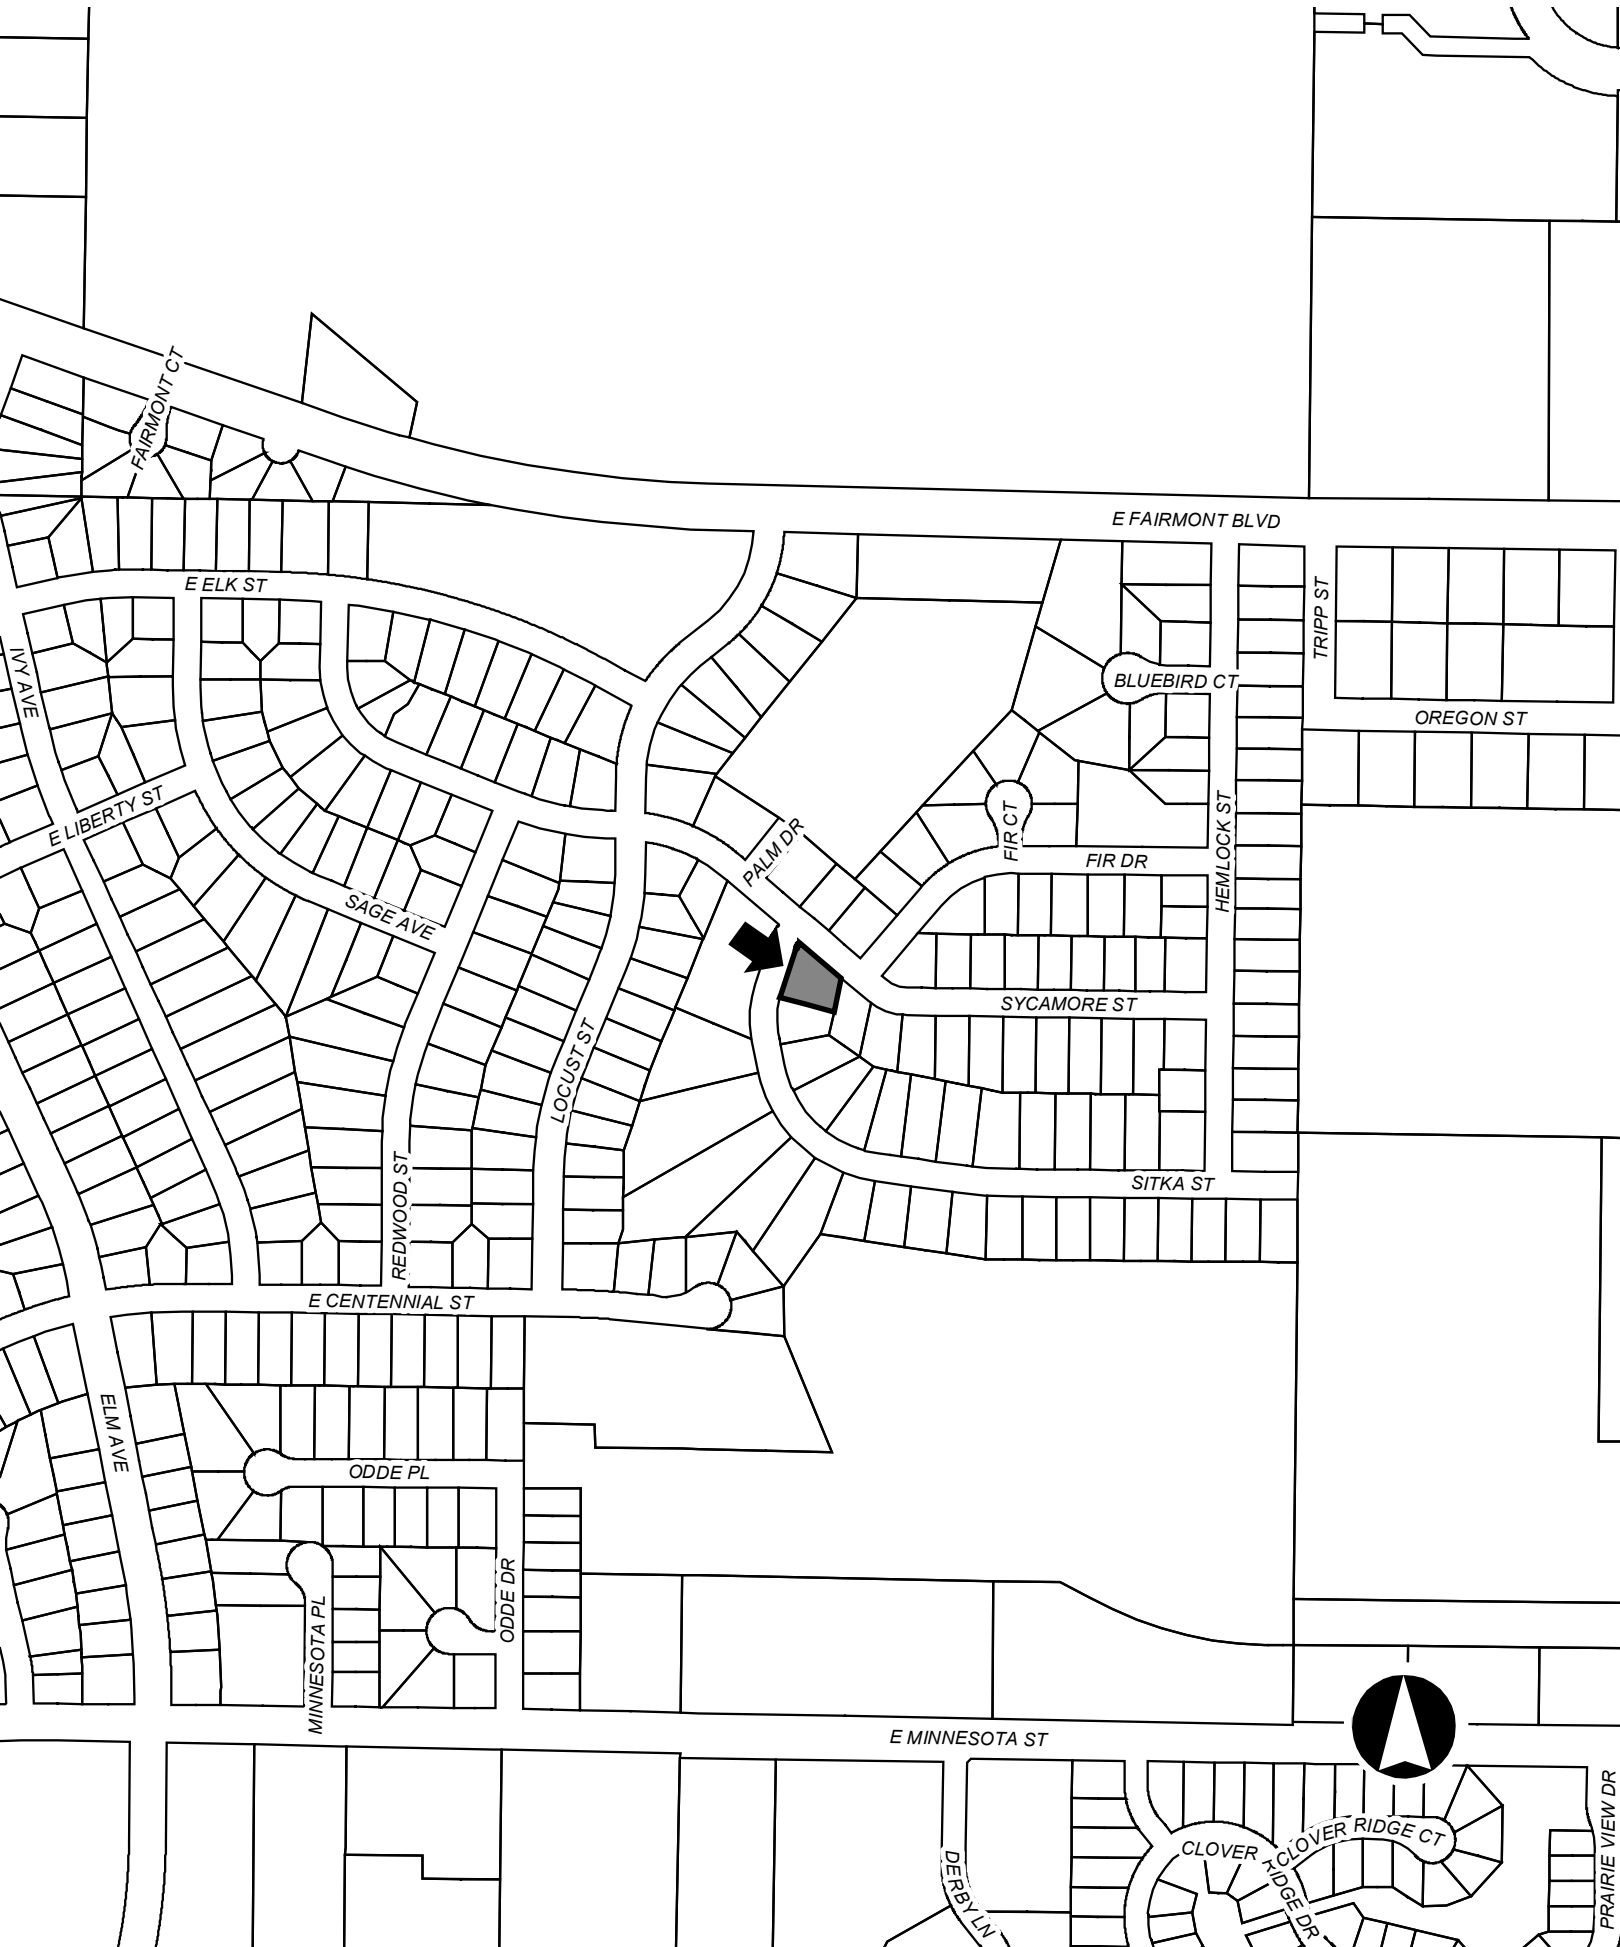 FAIRMONT CT
E FAIRMONT BLVD
E ELK ST
TRIPP ST
IVY AVE
BLUEBIRD CT
OREGON ST
E LIBERTY ST
PALM DR
FIR CT
HEMLOCK ST
FIR DR
SAGE AVE
SYCAMORE ST
LOCUST ST
REDWOOD ST
SITKA ST
E CENTENNIAL ST
ELM AVE
ODDE PL
ODDE DR
MINNESOTA PL
E MINNESOTA ST
PRAIRIE VIEW DR
CLOVER RIDGE CT
CLOVER RIDGE DR
DERBY LN